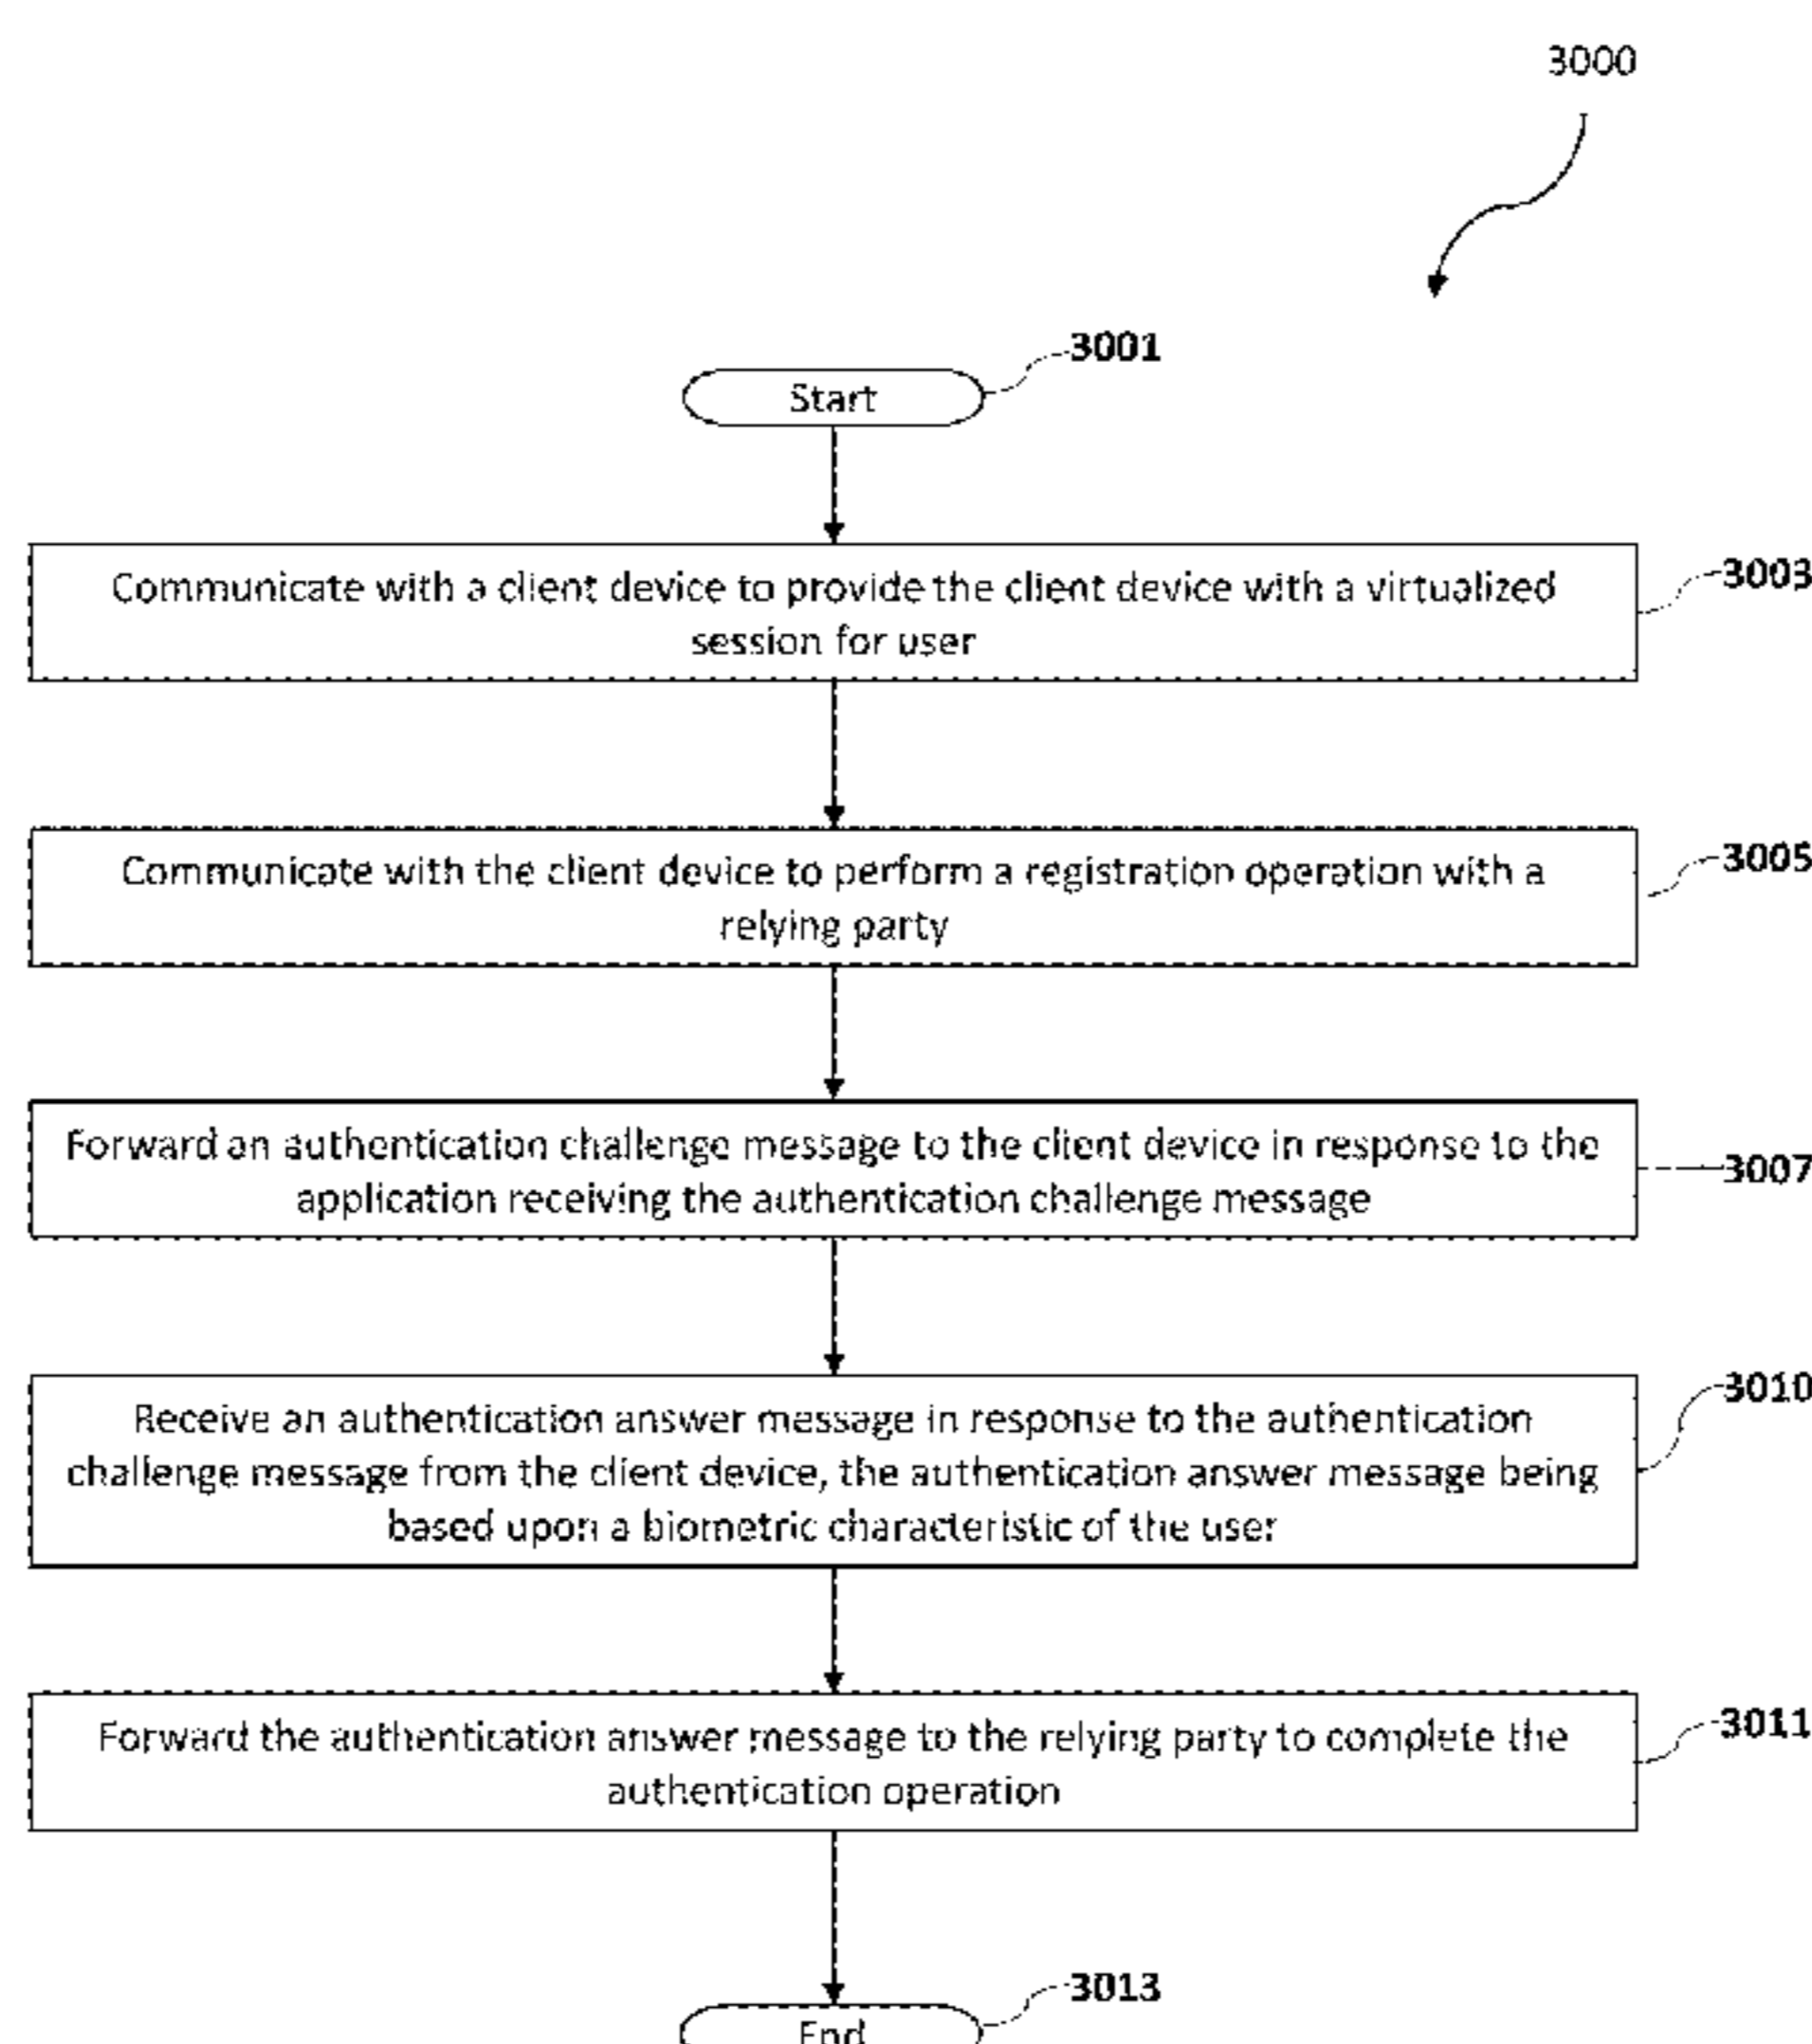 3000
3001
Start
Communicate with a client device to provide the client device with a virtualized
session for user
3003
Communicate with the client device to perform a registration operation with a
relying party
3005
Forward an authentication challenge message to the client device in response to the
application receiving the authentication challenge message
3007
Receive an authentication answer message in response to the authentication
challenge message from the client device, the authentication answer message being
based upon a biometric characteristic of the user
3010
Forward the authentication answer message to the relying party to complete the
authentication operation
3011
3013
End